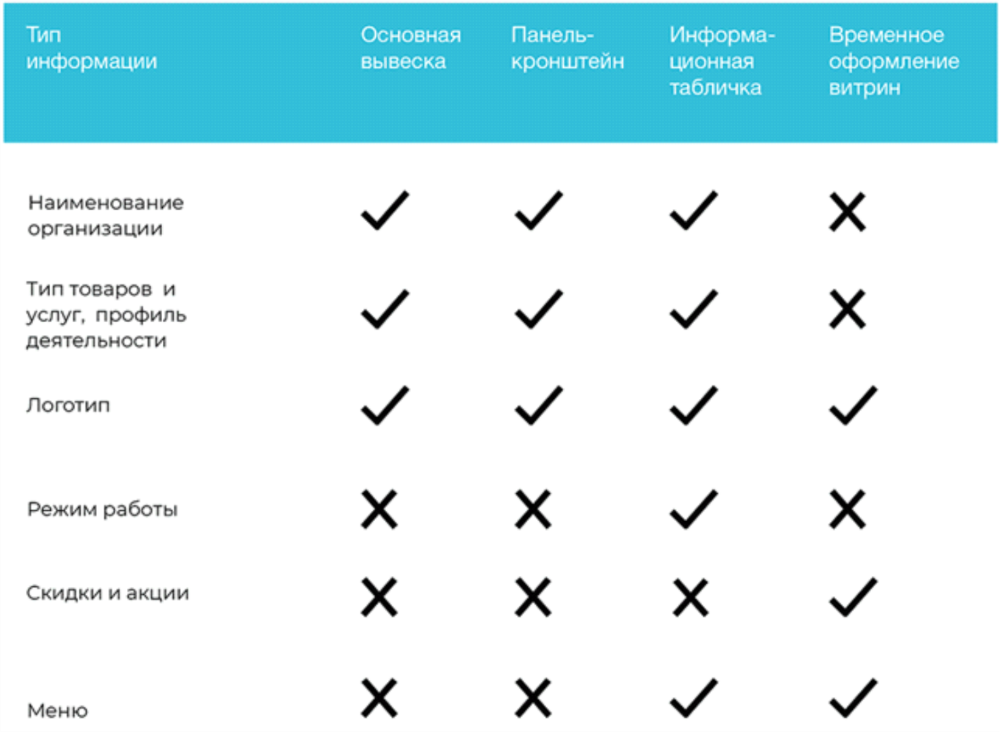 Тип
информации
Основная
вывеска
Панель-
кронштейн
Информа-
ционная
табличка
Временное
оформление
витрин
Наименование
организации
Тип товаров и
услуг, профиль
деятельности
Логотип
Режим работы
Скидки и акции
Меню